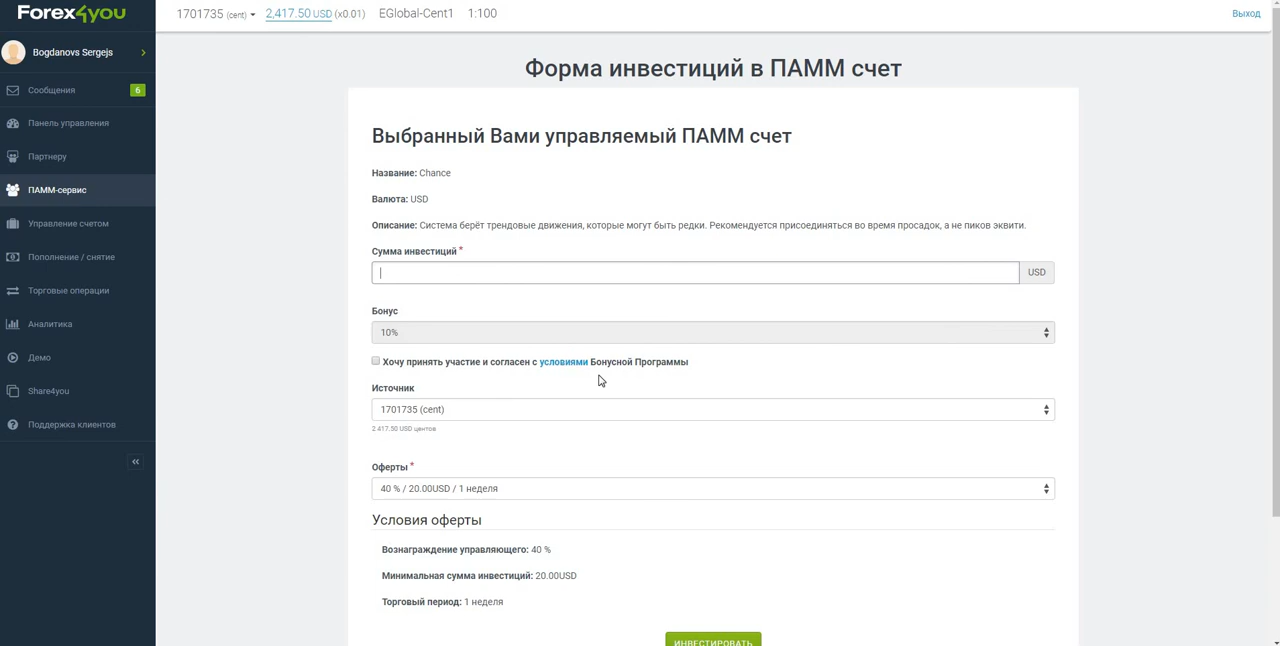 Forex4you
1701735 (cent) 2,417.50 USD (x0.01) EGlobal-Cent1 1:100 Выход
Bogdanovs Sergejs
Сообщения 6
Панель управления
Партнеру
ПАММ-сервис
Управление счетом
Пополнение / снятие
Торговые операции
Аналитика
Демо
Share4you
Поддержка клиентов
Форма инвестиций в ПАММ счет
Выбранный Вами управляемый ПАММ счет
Название: Chance
Валюта: USD
Описание: Система берёт трендовые движения, которые могут быть редки. Рекомендуется присоединяться во время просадок, а не пиков эквити.
Сумма инвестиций *
USD
Бонус
10%
Хочу принять участие и согласен с условиями Бонусной Программы
Источник
1701735 (cent)
2 417.50 USD центов
Оферты *
40 % / 20.00USD / 1 неделя
Условия оферты
Вознаграждение управляющего: 40 %
Минимальная сумма инвестиций: 20.00USD
Торговый период: 1 неделя
ИНВЕСТИРОВАТЬ